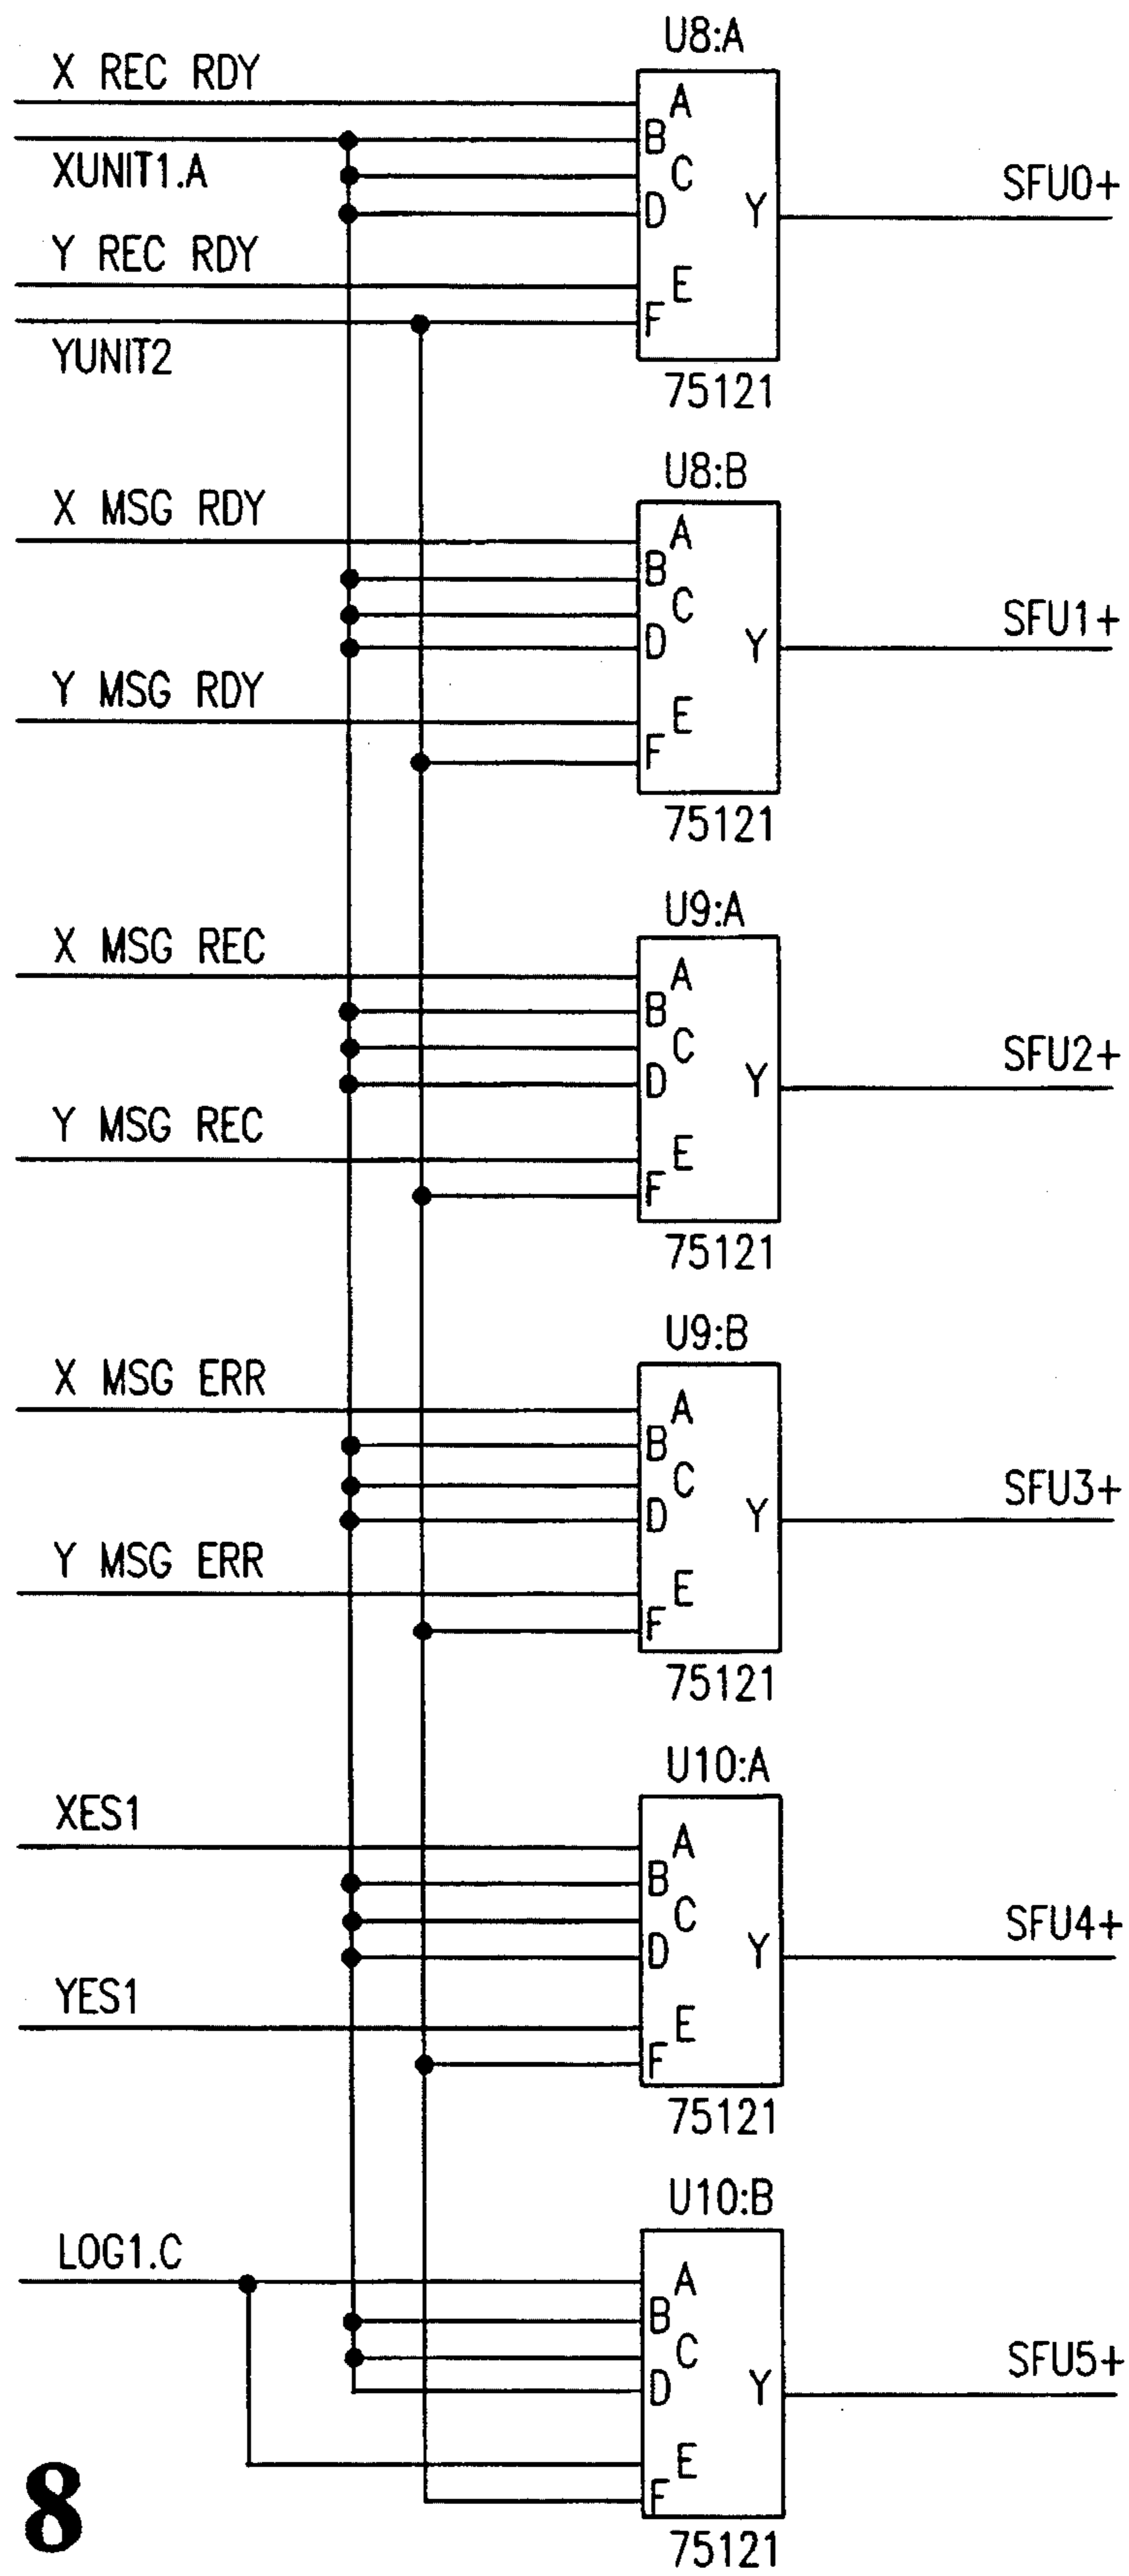 U8:A
X REC RDY
A
B
XUNIT1.A
C
SFU0+
D
Y
Y REC RDY
E
F
YUNIT2
75121
U8:B
X MSG RDY
A
B
C
SFU1+
D
Y
Y MSG RDY
E
F
75121
U9:A
X MSG REC
A
B
C
SFU2+
D
Y
Y MSG REC
E
F
75121
U9:B
X MSG ERR
A
B
C
SFU3+
D
Y
Y MSG ERR
E
F
75121
U10:A
XES1
A
B
C
SFU4+
D
Y
YES1
E
F
75121
U10:B
LOG1.C
A
B
C
SFU5+
D
Y
E
F
75121
8